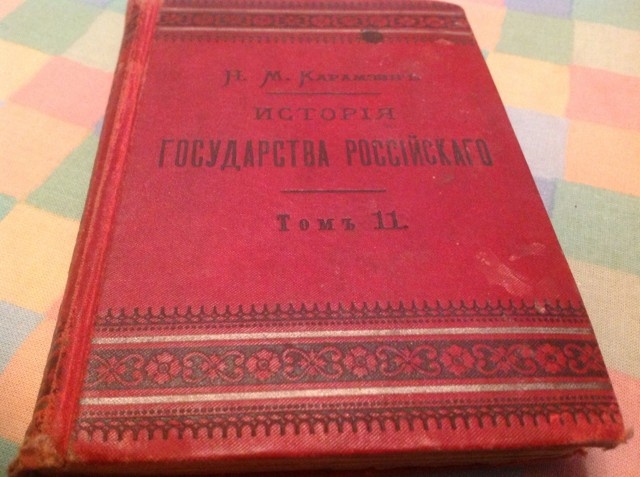 Н. М. Карамзинъ
ИСТОРІЯ
ГОСУДАРСТВА РОССІЙСКАГО
Томъ 11.